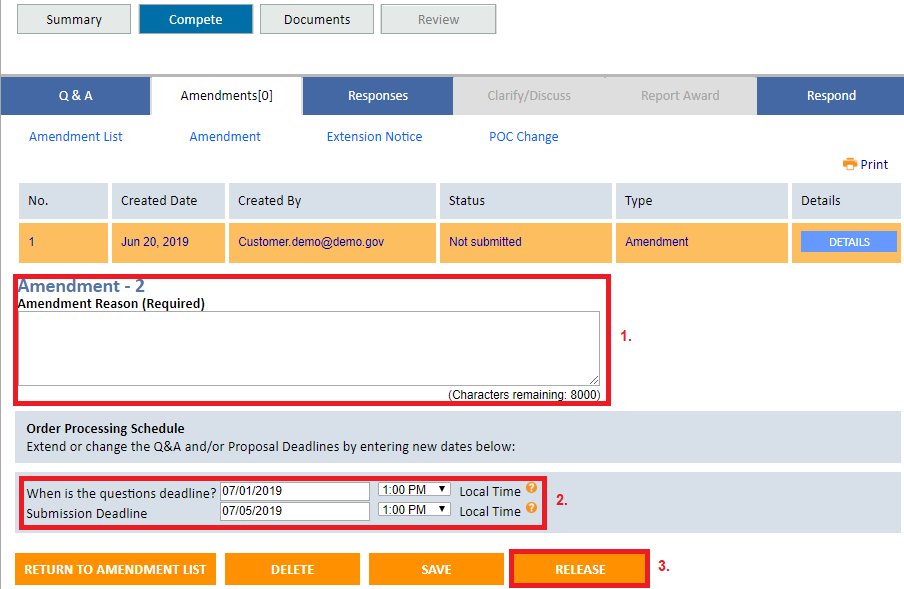 Summary Compete Documents Review
Q & A Amendments[0] Responses Clarify/Discuss Report Award Respond
Amendment List Amendment Extension Notice POC Change
Print
No. Created Date Created By Status Type Details
1 Jun 20, 2019 Customer.demo@demo.gov Not submitted Amendment DETAILS
Amendment - 2
Amendment Reason (Required)
1.
(Characters remaining: 8000)
Order Processing Schedule
Extend or change the Q&A and/or Proposal Deadlines by entering new dates below:
When is the questions deadline? 07/01/2019 1:00 PM ▼ Local Time ?
2.
Submission Deadline 07/05/2019 1:00 PM ▼ Local Time ?
RETURN TO AMENDMENT LIST DELETE SAVE RELEASE 3.